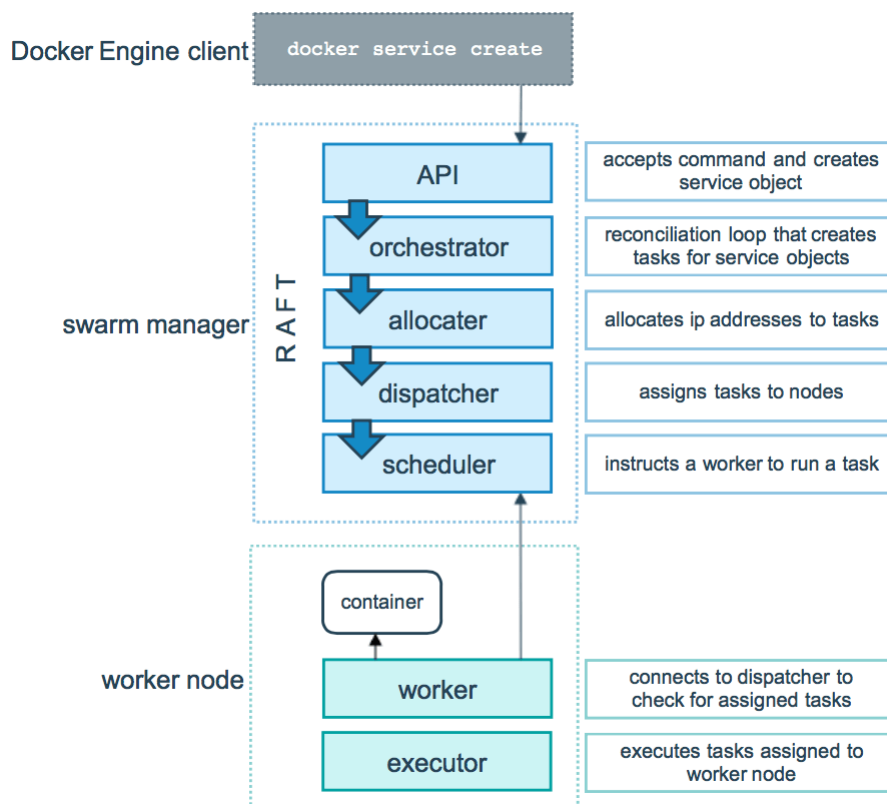 Docker Engine client
docker service create
API
accepts command and creates
service object
orchestrator
reconciliation loop that creates
tasks for service objects
swarm manager
RAFT
allocater
allocates ip addresses to tasks
dispatcher
assigns tasks to nodes
scheduler
instructs a worker to run a task
container
worker node
worker
connects to dispatcher to
check for assigned tasks
executor
executes tasks assigned to
worker node